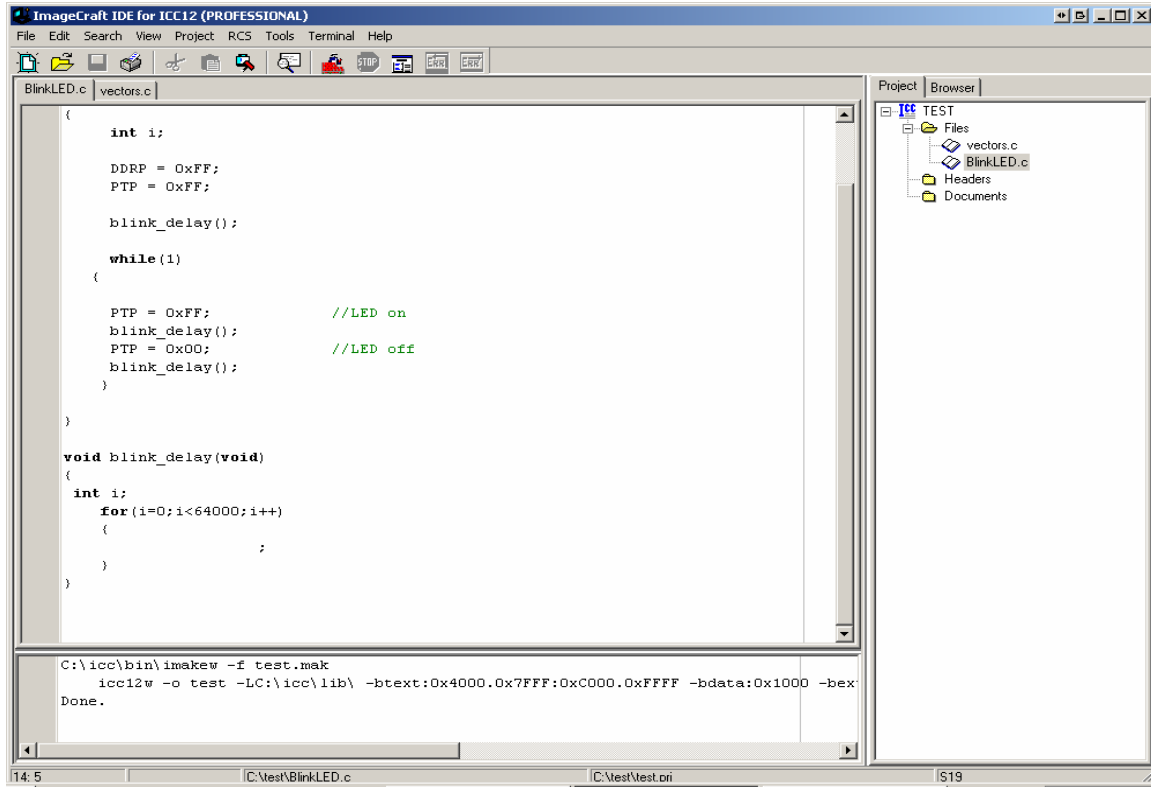 ImageCraft IDE for ICC12 (PROFESSIONAL)
File Edit Search View Project RCS Tools Terminal Help
STOP ERR ERR
BlinkLED.c vectors.c
{
int i;
DDRP = 0xFF;
PTP = 0xFF;
blink_delay();
while(1)
{
PTP = 0xFF; //LED on
blink_delay();
PTP = 0x00; //LED off
blink_delay();
}
}
void blink_delay(void)
{
int i;
for(i=0;i<64000;i++)
{
;
}
}
Project Browser
ICC TEST
Files
vectors.c
BlinkLED.c
Headers
Documents
C:\icc\bin\imakew -f test.mak
icc12w -o test -LC:\icc\lib\ -btext:0x4000.0x7FFF:0xC000.0xFFFF -bdata:0x1000 -bex
Done.
14: 5 C:\test\BlinkLED.c C:\test\test.prj S19